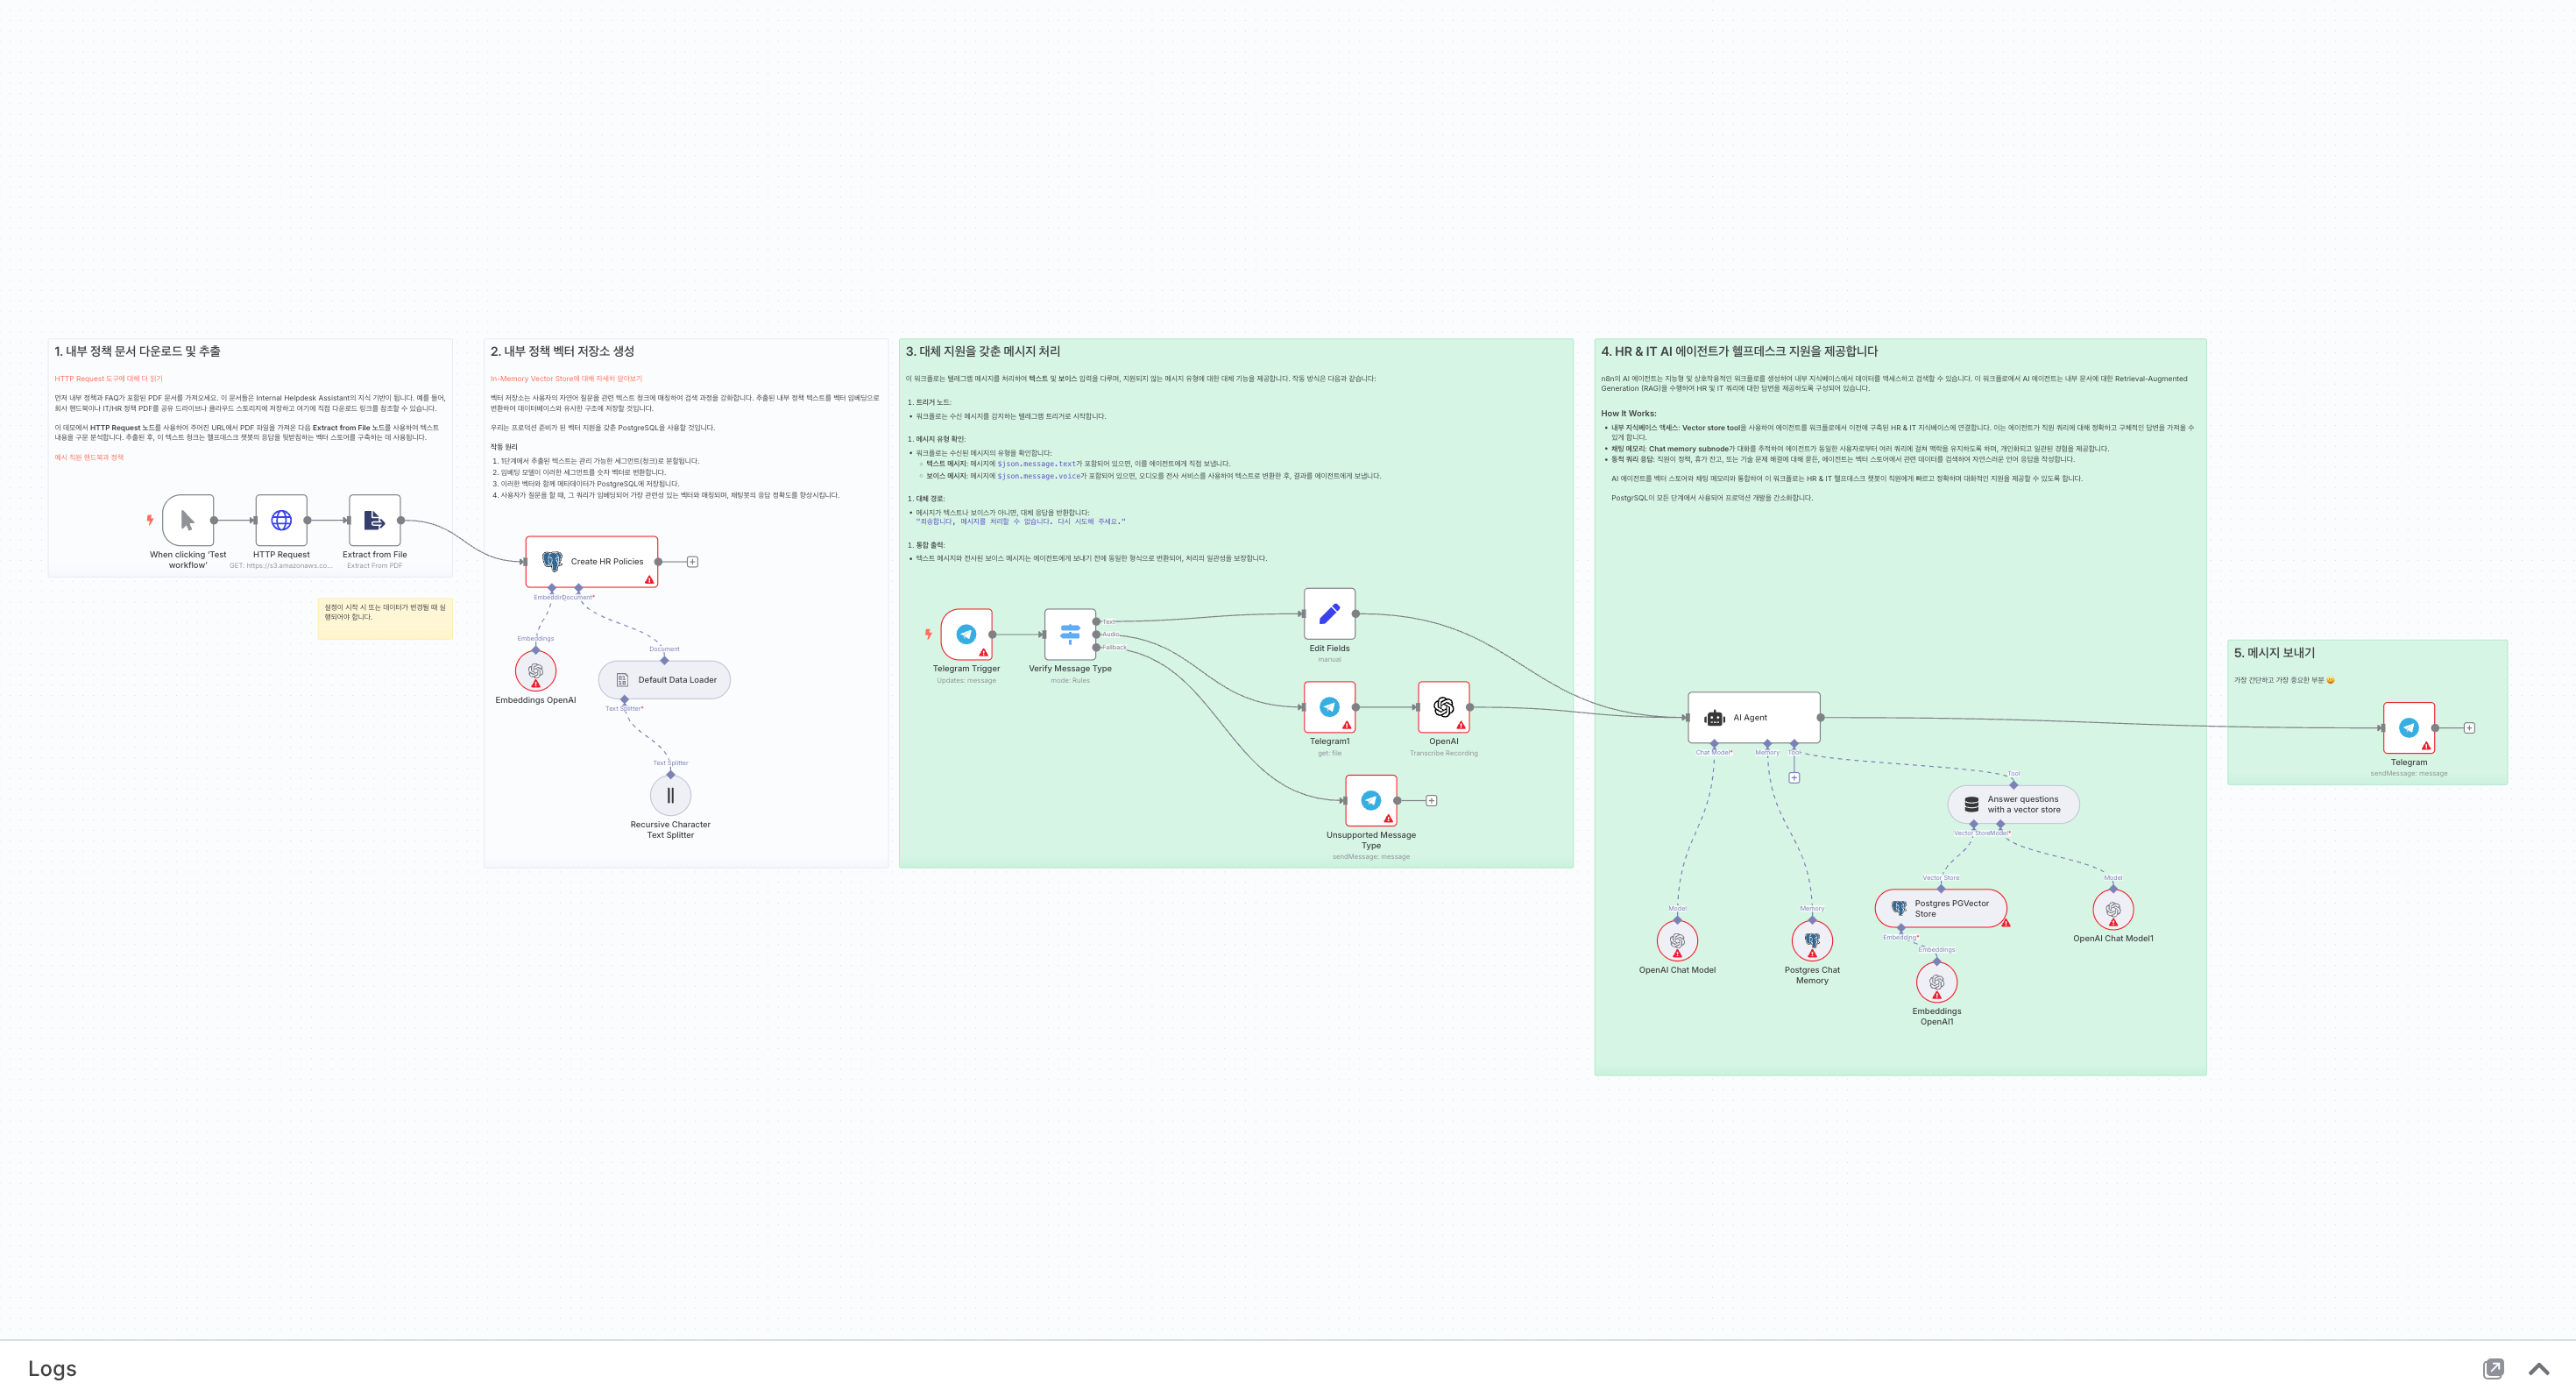 1. 내부 정책 문서 다운로드 및 추출
HTTP Request 도구에 대해 더 읽기
먼저 내부 정책과 FAQ가 포함된 PDF 문서를 가져오세요. 이 문서들은 Internal Helpdesk Assistant의 지식 기반이 됩니다. 예를 들어,
회사 핸드북이나 IT/HR 정책 PDF를 공유 드라이브나 클라우드 스토리지에 저장하고 여기에 직접 다운로드 링크를 참조할 수 있습니다.
이 데모에서 HTTP Request 노드를 사용하여 주어진 URL에서 PDF 파일을 가져온 다음 Extract from File 노드를 사용하여 텍스트
내용을 구문 분석합니다. 추출된 후, 이 텍스트 청크는 헬프데스크 챗봇의 응답을 뒷받침하는 벡터 스토어를 구축하는 데 사용됩니다.
예시 직원 핸드북과 정책
When clicking ‘Test
workflow’
HTTP Request
GET: https://s3.amazonaws.co...
Extract from File
Extract From PDF
설정이 시작 시 또는 데이터가 변경될 때 실
행되어야 합니다.
2. 내부 정책 벡터 저장소 생성
In-Memory Vector Store에 대해 자세히 알아보기
벡터 저장소는 사용자의 자연어 질문을 관련 텍스트 청크에 매칭하여 검색 과정을 강화합니다. 추출된 내부 정책 텍스트를 벡터 임베딩으로
변환하여 데이터베이스와 유사한 구조에 저장할 것입니다.
우리는 프로덕션 준비가 된 벡터 지원을 갖춘 PostgreSQL을 사용할 것입니다.
작동 원리
1. 1단계에서 추출된 텍스트는 관리 가능한 세그먼트(청크)로 분할됩니다.
2. 임베딩 모델이 이러한 세그먼트를 숫자 벡터로 변환합니다.
3. 이러한 벡터와 함께 메타데이터가 PostgreSQL에 저장됩니다.
4. 사용자가 질문을 할 때, 그 쿼리가 임베딩되어 가장 관련성 있는 벡터와 매칭되며, 챗팅봇의 응답 정확도를 향상시킵니다.
Create HR Policies
Document*
Embeddings
Embeddings OpenAI
Document
Default Data Loader
Text Splitter*
Text Splitter
Recursive Character
Text Splitter
3. 대체 지원을 갖춘 메시지 처리
이 워크플로는 텔레그램 메시지를 처리하여 텍스트 및 보이스 입력을 다루며, 지원되지 않는 메시지 유형에 대한 대체 기능을 제공합니다. 작동 방식은 다음과 같습니다:
1. 트리거 노드:
• 워크플로는 수신 메시지를 감지하는 텔레그램 트리거로 시작합니다.
1. 메시지 유형 확인:
• 워크플로는 수신된 메시지의 유형을 확인합니다:
◦ 텍스트 메시지: 메시지에 $json.message.text가 포함되어 있으면, 이를 에이전트에게 직접 보냅니다.
◦ 보이스 메시지: 메시지에 $json.message.voice가 포함되어 있으면, 오디오를 전사 서비스를 사용하여 텍스트로 변환한 후, 결과를 에이전트에게 보냅니다.
1. 대체 경로:
• 메시지가 텍스트나 보이스가 아니면, 대체 응답을 반환합니다:
"죄송합니다, 메시지를 처리할 수 없습니다. 다시 시도해 주세요."
1. 통합 출력:
• 텍스트 메시지와 전사된 보이스 메시지는 에이전트에게 보내기 전에 동일한 형식으로 변환되어, 처리의 일관성을 보장합니다.
Telegram Trigger
Updates: message
Verify Message Type
mode: Rules
Text
Audio
Fallback
Edit Fields
manual
Telegram1
get: file
OpenAI
Transcribe Recording
Unsupported Message
Type
sendMessage: message
4. HR & IT AI 에이전트가 헬프데스크 지원을 제공합니다
n8n의 AI 에이전트는 지능형 및 상호작용적인 워크플로를 생성하여 내부 지식베이스에서 데이터를 액세스하고 검색할 수 있습니다. 이 워크플로에서 AI 에이전트는 내부 문서에 대한 Retrieval-Augmented
Generation (RAG)을 수행하여 HR 및 IT 쿼리에 대한 답변을 제공하도록 구성되어 있습니다.
How It Works:
• 내부 지식베이스 액세스: Vector store tool을 사용하여 에이전트를 워크플로에서 이전에 구축된 HR & IT 지식베이스에 연결합니다. 이는 에이전트가 직원 쿼리에 대해 정확하고 구체적인 답변을 가져올 수
있게 합니다.
• 채팅 메모리: Chat memory subnode가 대화를 추적하여 에이전트가 동일한 사용자로부터 여러 쿼리에 걸쳐 맥락을 유지하도록 하며, 개인화되고 일관된 경험을 제공합니다.
• 동적 쿼리 응답: 직원이 정책, 휴가 잔고, 또는 기술 문제 해결에 대해 묻든, 에이전트는 벡터 스토어에서 관련 데이터를 검색하여 자연스러운 언어 응답을 작성합니다.
AI 에이전트를 벡터 스토어와 채팅 메모리와 통합하여 이 워크플로는 HR & IT 헬프데스크 챗봇이 직원에게 빠르고 정확하며 대화적인 지원을 제공할 수 있도록 합니다.
PostgrSQL이 모든 단계에서 사용되어 프로덕션 개발을 간소화합니다.
AI Agent
Chat Model*
Memory
Tool
Tool
Answer questions
with a vector store
Vector Store
Model*
Vector Store
Postgres PGVector
Store
Embedding*
Embeddings
Embeddings
OpenAI1
Model
OpenAI Chat Model1
Model
OpenAI Chat Model
Memory
Postgres Chat
Memory
5. 메시지 보내기
가장 간단하고 가장 중요한 부분 😄
Telegram
sendMessage: message
Logs